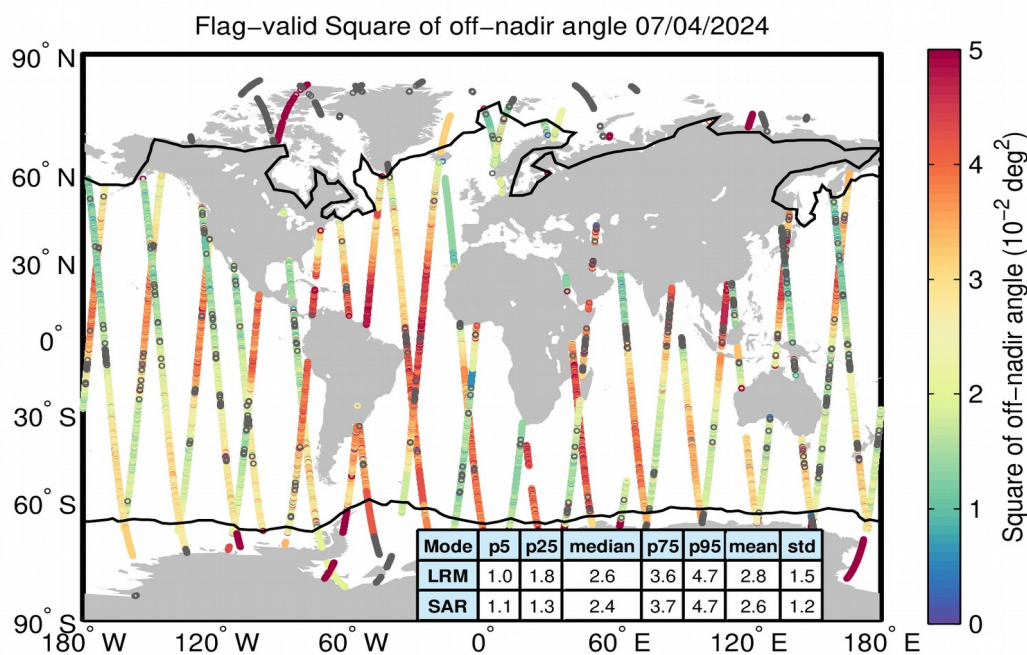 Flag−valid Square of off−nadir angle 07/04/2024
90° N
60° N
30° N
0°
30° S
60° S
90° S
180° W
120° W
60° W
0°
60° E
120° E
180° E
Mode p5 p25 median p75 p95 mean std
LRM 1.0 1.8 2.6 3.6 4.7 2.8 1.5
SAR 1.1 1.3 2.4 3.7 4.7 2.6 1.2
5
4
3
2
1
0
Square of off−nadir angle (10⁻² deg²)